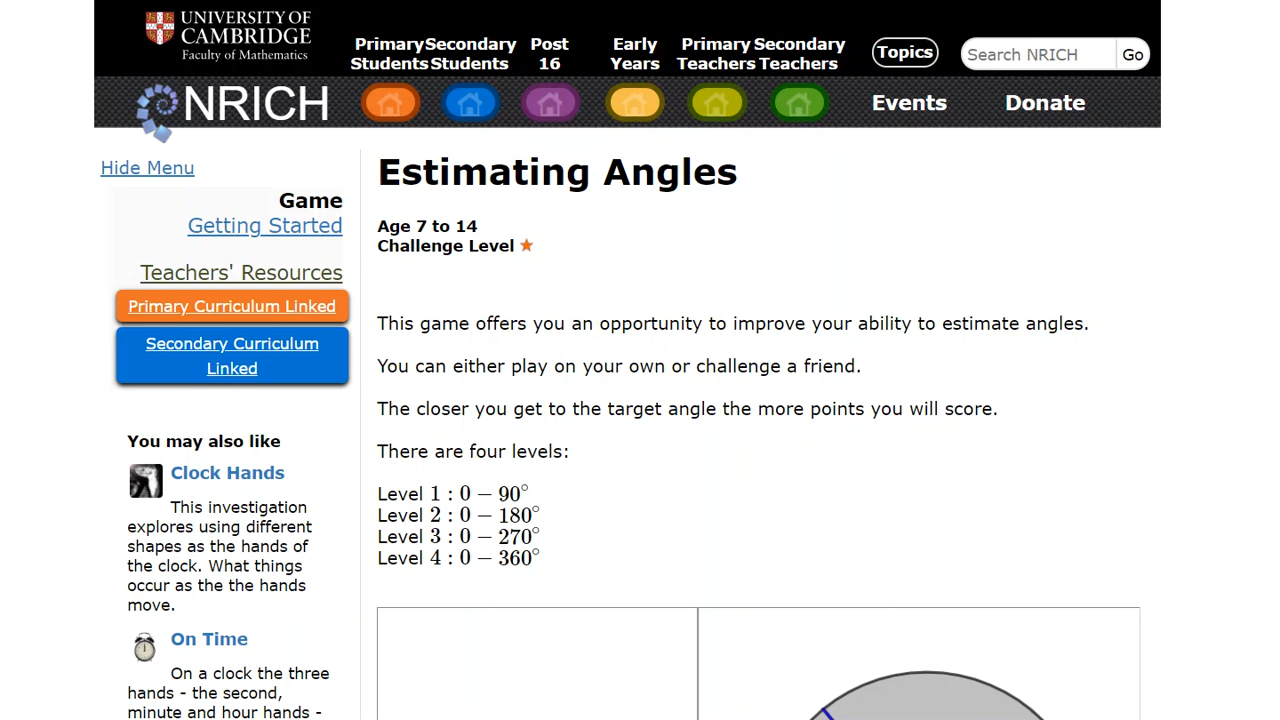 UNIVERSITY OF
CAMBRIDGE
Faculty of Mathematics
Primary Students
Secondary Students
Post 16
Early Years
Primary Teachers
Secondary Teachers
Topics
Search NRICH
Go
NRICH
Events
Donate
Hide Menu
Game
Getting Started
Teachers' Resources
Primary Curriculum Linked
Secondary Curriculum
Linked
You may also like
Clock Hands
This investigation
explores using different
shapes as the hands of
the clock. What things
occur as the the hands
move.
On Time
On a clock the three
hands - the second,
minute and hour hands -
Estimating Angles
Age 7 to 14
Challenge Level
This game offers you an opportunity to improve your ability to estimate angles.
You can either play on your own or challenge a friend.
The closer you get to the target angle the more points you will score.
There are four levels:
Level 1 : 0 − 90°
Level 2 : 0 − 180°
Level 3 : 0 − 270°
Level 4 : 0 − 360°